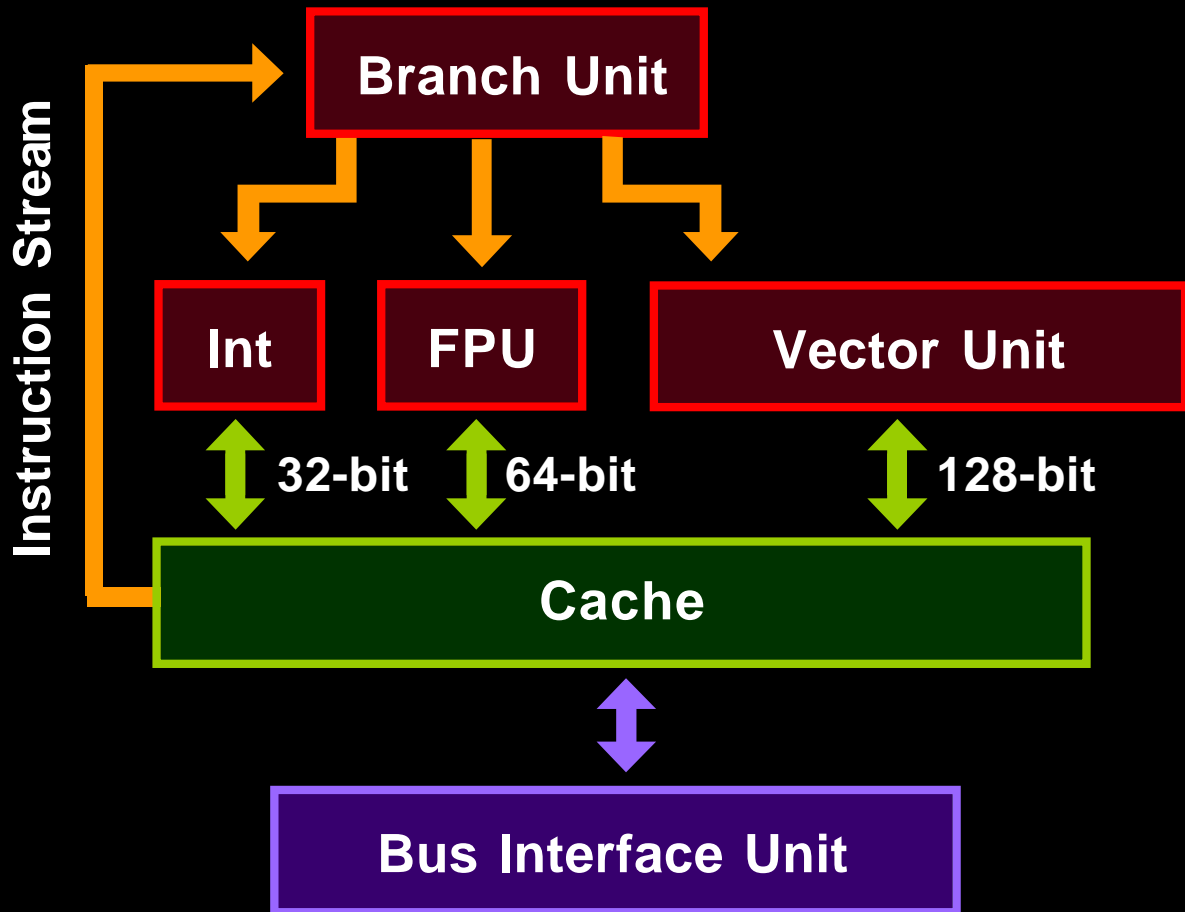 Branch Unit
Instruction Stream
Int
FPU
Vector Unit
32-bit
64-bit
128-bit
Cache
Bus Interface Unit